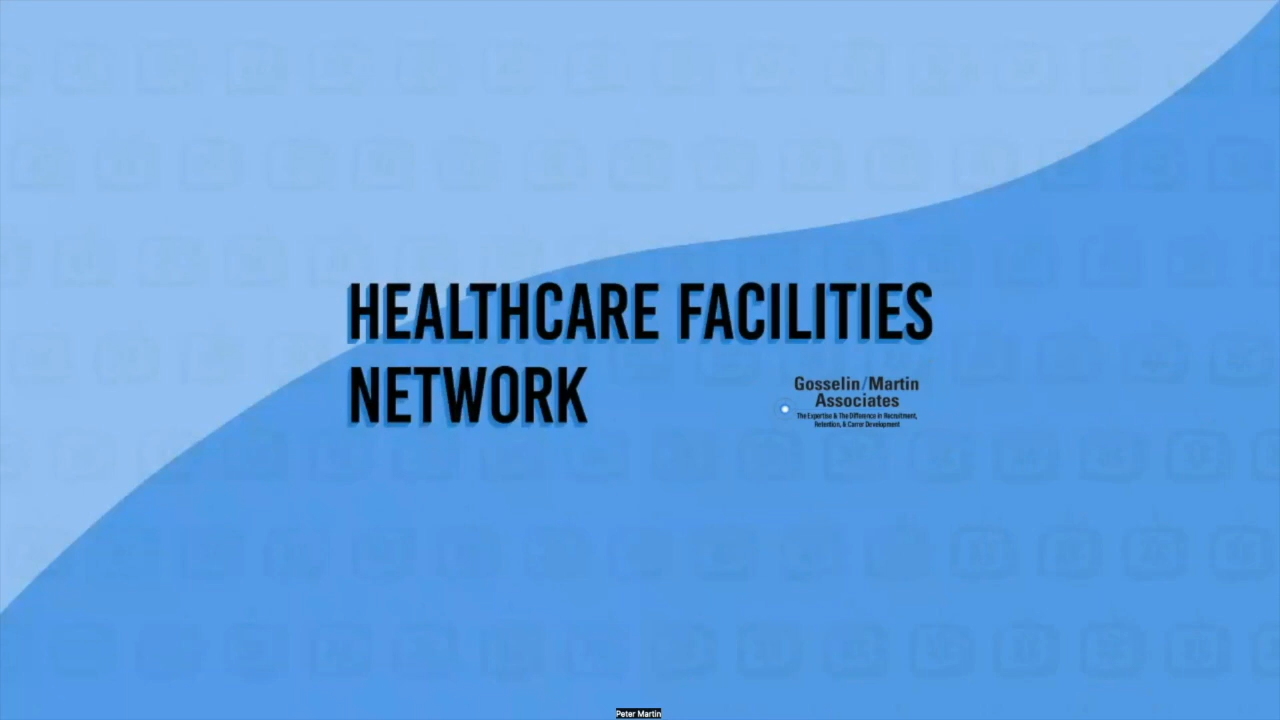 HEALTHCARE FACILITIES
NETWORK
Gosselin/Martin
Associates
The Expertise & The Difference in Recruitment,
Retention, & Career Development
Peter Martin